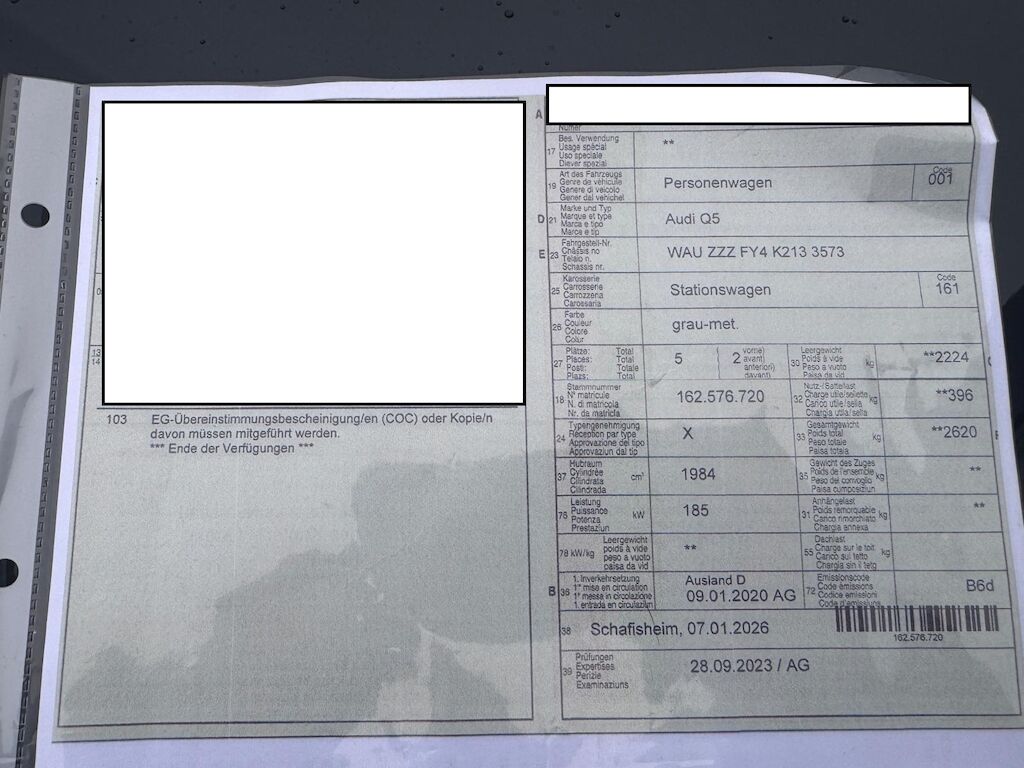 103 EG-Übereinstimmungsbescheinigung/en (COC) oder Kopie/n
davon müssen mitgeführt werden.
*** Ende der Verfügungen ***
A
Numer
17 Bes. Verwendung
Usage spécial
Uso speciale
Diever spezial
**
19 Art des Fahrzeugs
Genre de véhicule
Genere di veicolo
Gener dal vehichel
Personenwagen
Code
001
D 21 Marke und Typ
Marque et type
Marca e tipo
Marca e tip
Audi Q5
E 23 Fahrgestell-Nr.
Châssis no
Telaio n.
Schassis nr.
WAU ZZZ FY4 K213 3573
25 Karosserie
Carrosserie
Carrozzeria
Carossaria
Stationswagen
Code
161
26 Farbe
Couleur
Colore
Colur
grau-met.
27 Plätze: Total
Places: Total
Posti: Totale
Plazs: Total
5
2 vorne)
avant)
anteriori)
davant)
30 Leergewicht
Poids à vide
Peso a vuoto
Paisa da vid
kg
**2224
18 Stammnummer
N° matricule
N. di matricola
Nr. da matricla
162.576.720
32 Nutz-/Sattellast
Charge utile/sellette
Carico utile/sella
Chargia utila/sella
kg
**396
24 Typengenehmigung
Réception par type
Approvazione del tipo
Approvaziun dal tip
X
33 Gesamtgewicht
Poids total
Peso totale
Paisa totala
kg
**2620
37 Hubraum
Cylindrée
Cilindrata
Cilindrada
cm³
1984
35 Gewicht des Zuges
Poids de l'ensemble
Peso del convoglio
Paisa cumposiziun
kg
**
76 Leistung
Puissance
Potenza
Prestaziun
kW
185
31 Anhängelast
Poids remorquable
Carico rimorchiato
Chargia annexa
kg
**
78 kW/kg Leergewicht
poids à vide
peso a vuoto
paisa da vid
**
55 Dachlast
Charge sur le toit
Carico sul tetto
Chargia sin il tetg
kg
B 36 1. Inverkehrsetzung
1re mise en circulation
1a messa in circolazione
1. entrada en circulaziun
Ausland D
09.01.2020 AG
72 Emissionscode
Code émissions
Codice emissioni
Code d'emissiuns
B6d
38 Schafisheim, 07.01.2026
162.576.720
39 Prüfungen
Expertises
Perizie
Examinaziuns
28.09.2023 / AG